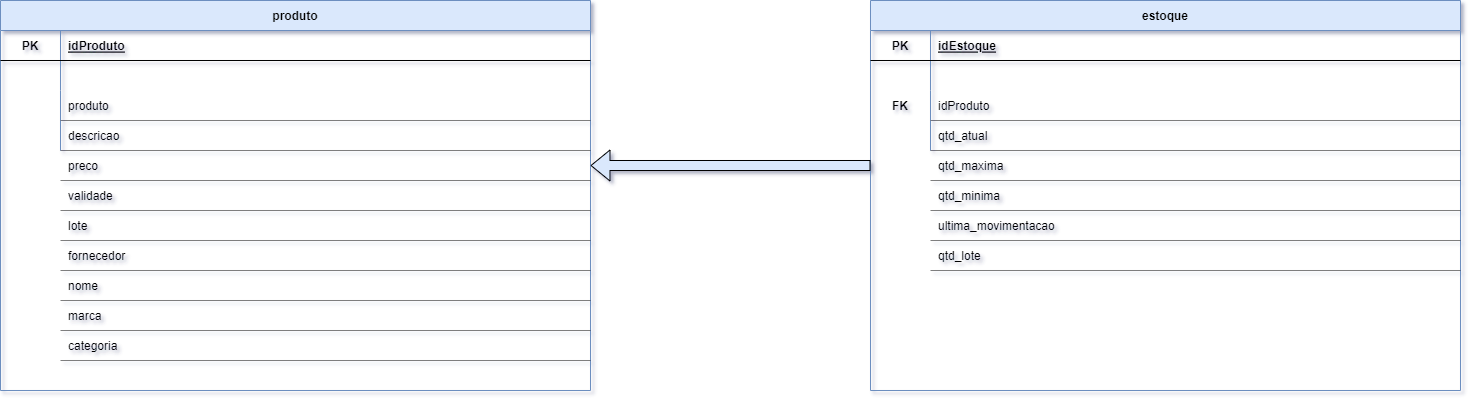 produto
PK idProduto
produto
descricao
preco
validade
lote
fornecedor
nome
marca
categoria
estoque
PK idEstoque
FK idProduto
qtd_atual
qtd_maxima
qtd_minima
ultima_movimentacao
qtd_lote